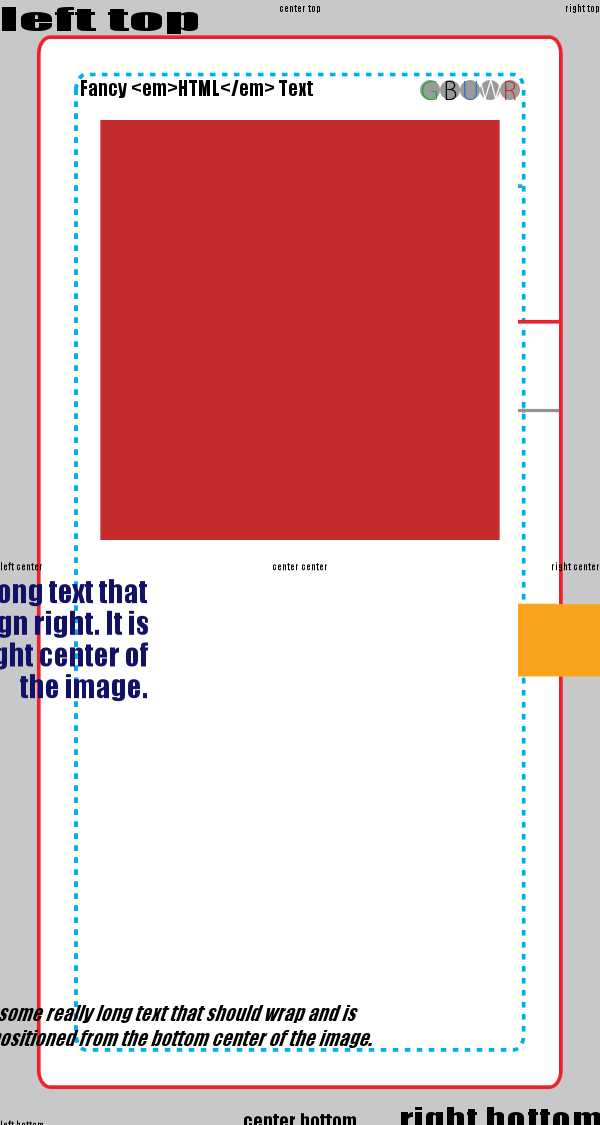 left top
center top
right top
Fancy <em>HTML</em> Text
GBUWR
left center
center center
right center
ong text that
gn right. It is
ght center of
the image.
some really long text that should wrap and is
ositioned from the bottom center of the image.
left bottom
center bottom
right bottom